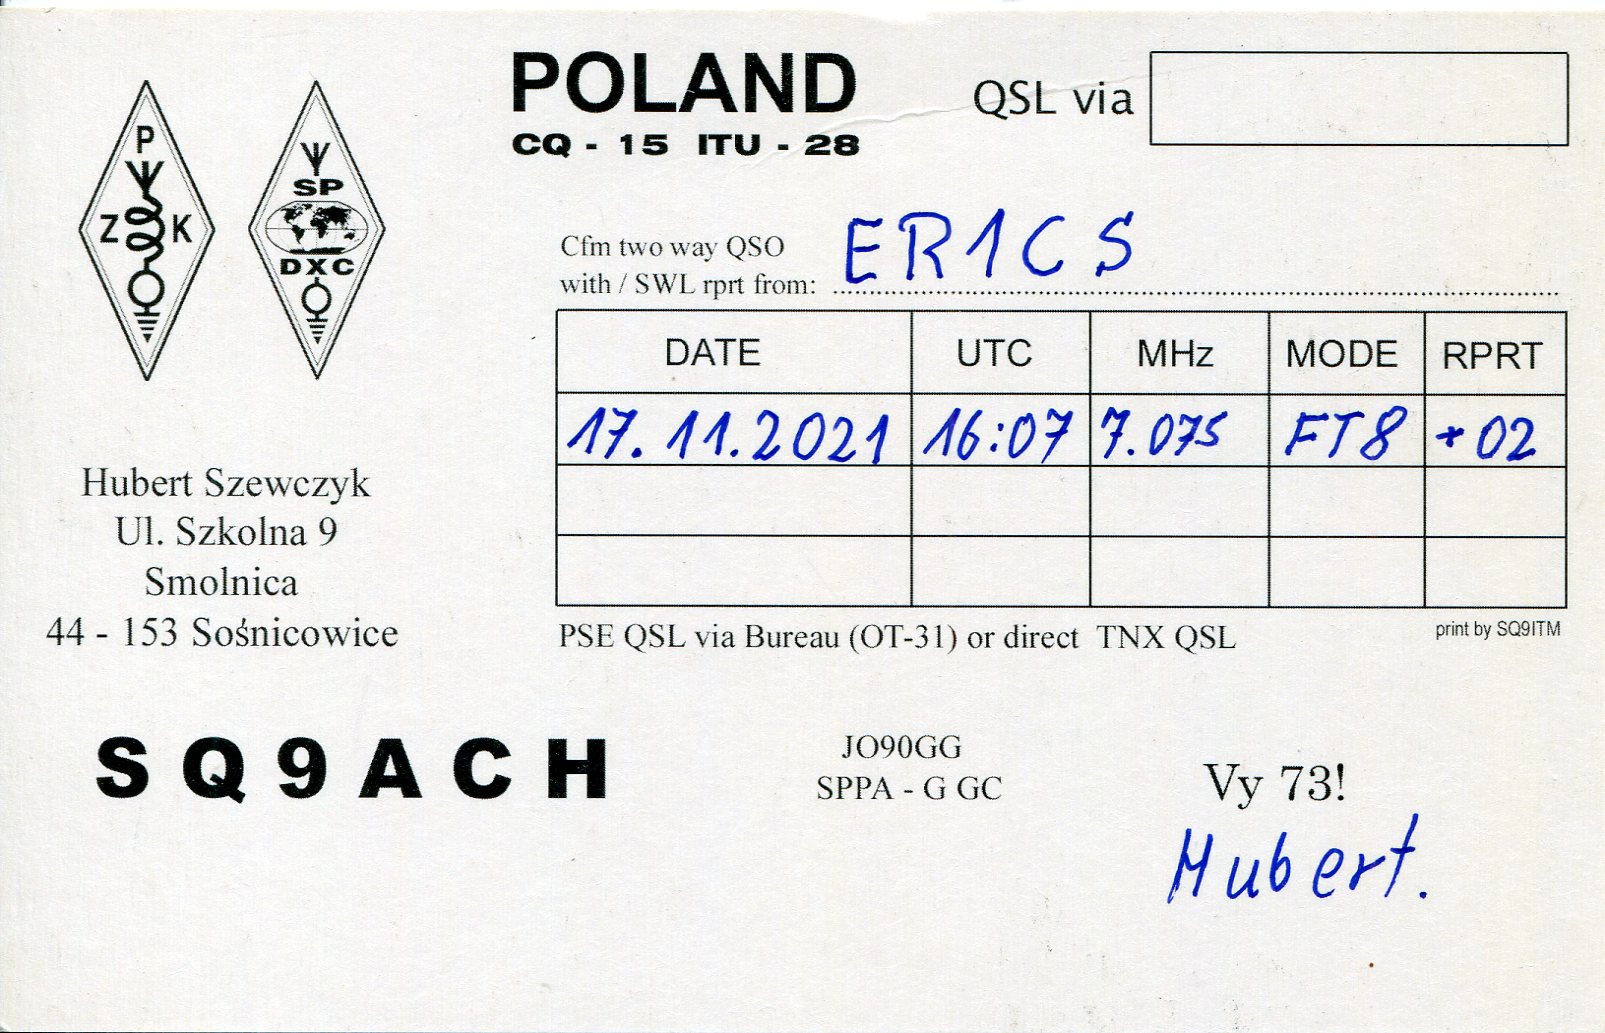 POLAND
CQ - 15 ITU - 28
QSL via
P
Z K
SP
DXC
Cfm two way QSO
with / SWL rprt from: ER1CS
DATE UTC MHz MODE RPRT
17.11.2021 16:07 7.075 FT8 +02
Hubert Szewczyk
Ul. Szkolna 9
Smolnica
44 - 153 Sośnicowice
PSE QSL via Bureau (OT-31) or direct TNX QSL
print by SQ9ITM
SQ9ACH
JO90GG
SPPA - G GC
Vy 73!
Hubert.